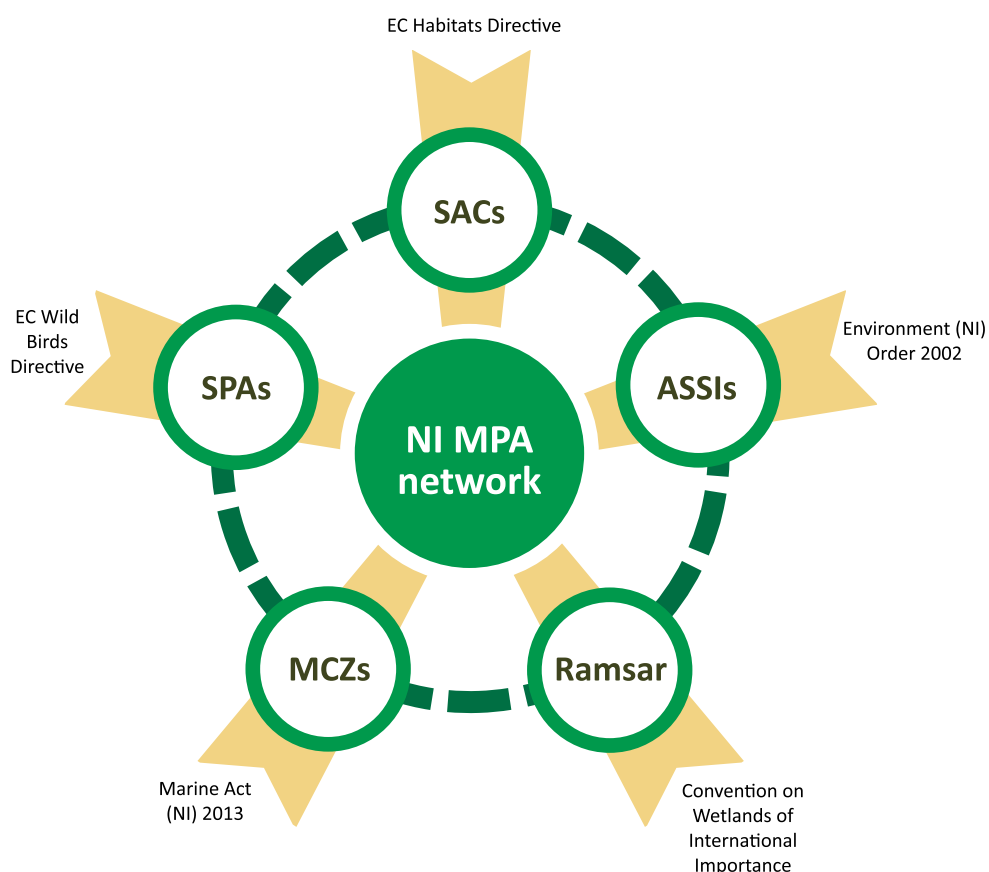 EC Habitats Directive
SACs
EC Wild
Birds
Directive
SPAs
Environment (NI)
Order 2002
ASSIs
NI MPA
network
MCZs
Ramsar
Marine Act
(NI) 2013
Convention on
Wetlands of
International
Importance